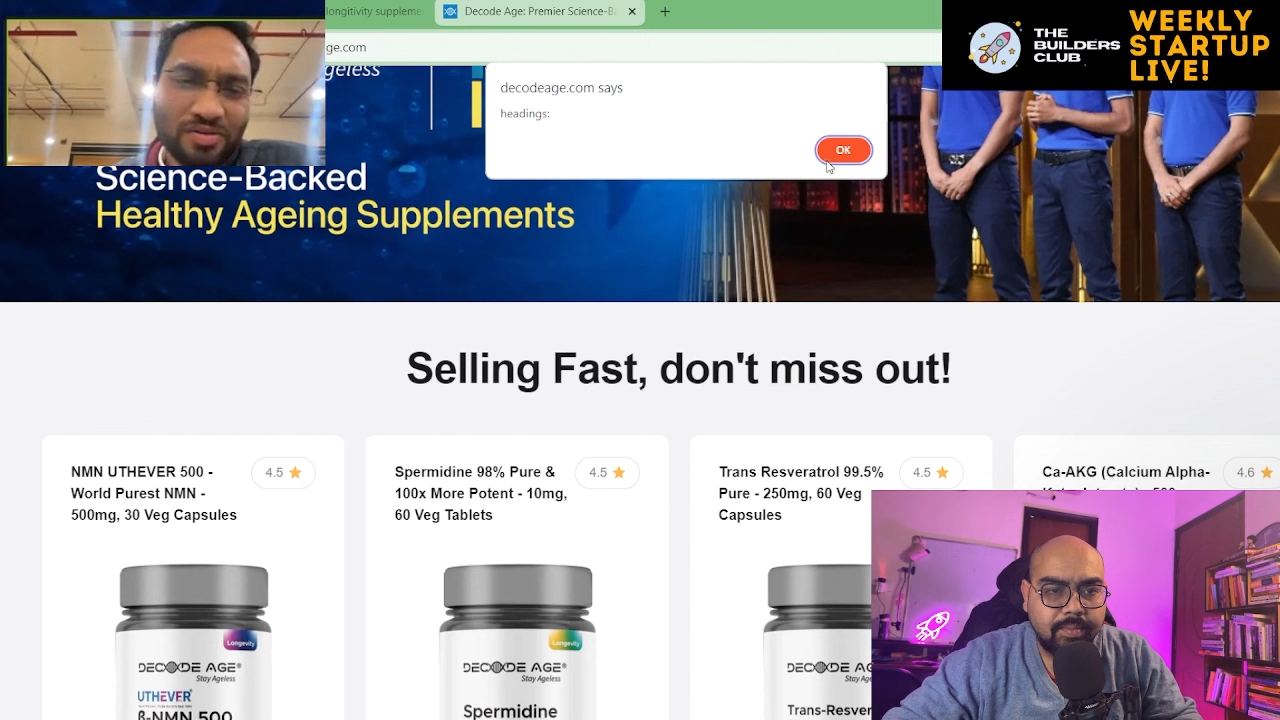 longitivity suppleme
Decode Age: Premier Science-Ba
ge.com
THE
BUILDERS
CLUB
WEEKLY
STARTUP
LIVE!
geless
decodeage.com says
headings:
OK
Science-Backed
Healthy Ageing Supplements
Selling Fast, don't miss out!
NMN UTHEVER 500 -
World Purest NMN -
500mg, 30 Veg Capsules
4.5
Spermidine 98% Pure &
100x More Potent - 10mg,
60 Veg Tablets
4.5
Trans Resveratrol 99.5%
Pure - 250mg, 60 Veg
Capsules
4.5
Ca-AKG (Calcium Alpha-
4.6
Longevity
DECODE AGE®
Stay Ageless
UTHEVER®
β-NMN 500
Longevity
DECODE AGE®
Stay Ageless
Spermidine
DECODE A
Trans-Resver